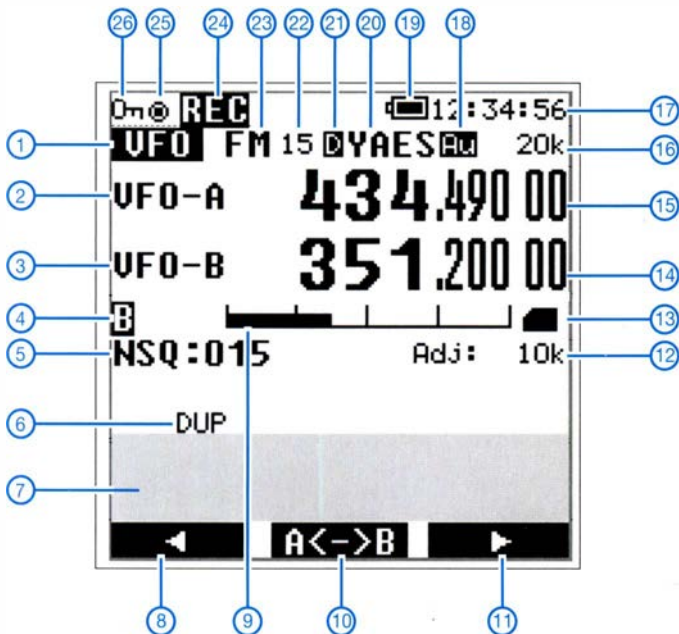 26 25 24 23 22 21 20 19 18
REC 12:34:56 17
1 VFO FM 15 D YAES Au 20k 16
2 VFO-A 434.490 00 15
3 VFO-B 351.200 00 14
4 B 13
5 NSQ:015 Adj: 10k 12
6 DUP
7
A<->B
8 9 10 11